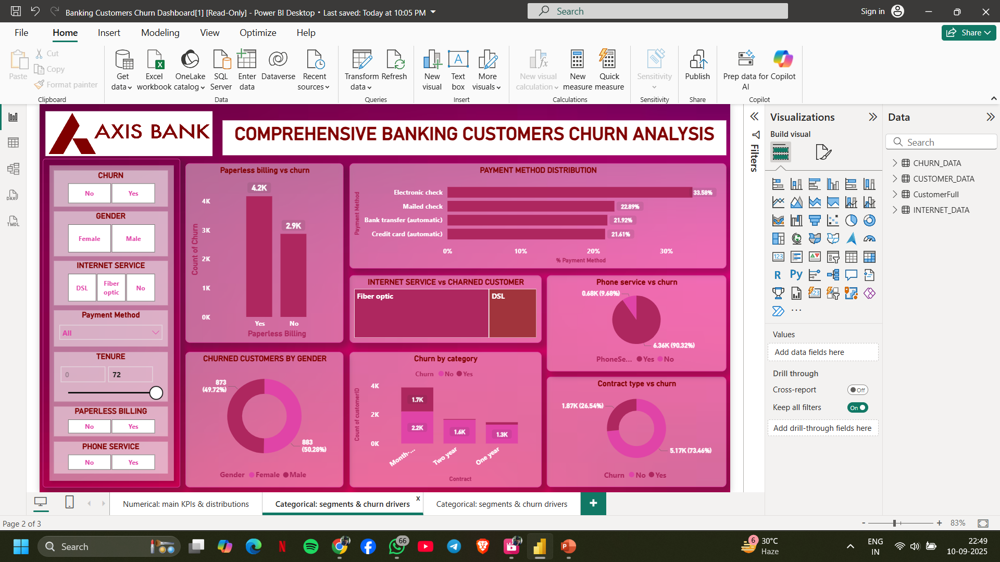 Banking Customers Churn Dashboard[1] [Read-Only] - Power BI Desktop • Last saved: Today at 10:05 PM
Search
Sign in
File
Home
Insert
Modeling
View
Optimize
Help
Share
Paste
Cut
Copy
Format painter
Clipboard
Get data
Excel workbook
OneLake catalog
SQL Server
Enter data
Dataverse
Recent sources
Data
Transform data
Refresh
Queries
New visual
Text box
More visuals
Insert
New visual calculation
New measure
Quick measure
Calculations
Sensitivity
Sensitivity
Publish
Share
Prep data for AI
Copilot
Copilot
AXIS BANK
COMPREHENSIVE BANKING CUSTOMERS CHURN ANALYSIS
CHURN
No
Yes
GENDER
Female
Male
INTERNET SERVICE
DSL
Fiber optic
No
Payment Method
All
TENURE
0
72
PAPERLESS BILLING
No
Yes
PHONE SERVICE
No
Yes
Paperless billing vs churn
4.2K
2.9K
4K
3K
2K
1K
0K
Count of Churn
Yes
No
Paperless Billing
PAYMENT METHOD DISTRIBUTION
Payment Method
Electronic check
33.58%
Mailed check
22.89%
Bank transfer (automatic)
21.92%
Credit card (automatic)
21.61%
0%
10%
20%
30%
% Payment Method
INTERNET SERVICE vs CHARNED CUSTOMER
Fiber optic
DSL
Phone service vs churn
0.68K (9.68%)
6.36K (90.32%)
PhoneSe...
Yes
No
CHURNED CUSTOMERS BY GENDER
873
(49.72%)
883
(50.28%)
Gender
Female
Male
Churn by category
Churn
No
Yes
4K
2K
0K
Count of customerID
1.7K
2.2K
1.6K
1.3K
Month-...
Two year
One year
Contract
Contract type vs churn
1.87K (26.54%)
5.17K (73.46%)
Churn
No
Yes
Filters
Visualizations
Build visual
123
R
Py
123
Values
Add data fields here
Drill through
Cross-report
Off
Keep all filters
On
Add drill-through fields here
Data
Search
CHURN_DATA
CUSTOMER_DATA
CustomerFull
INTERNET_DATA
DAX
TMDL
Numerical: main KPIs & distributions
Categorical: segments & churn drivers
x
Categorical: segments & churn drivers
+
Page 2 of 3
- + 83%
Search
N
66
P
6
30°C
Haze
ENG
IN
22:49
10-09-2025